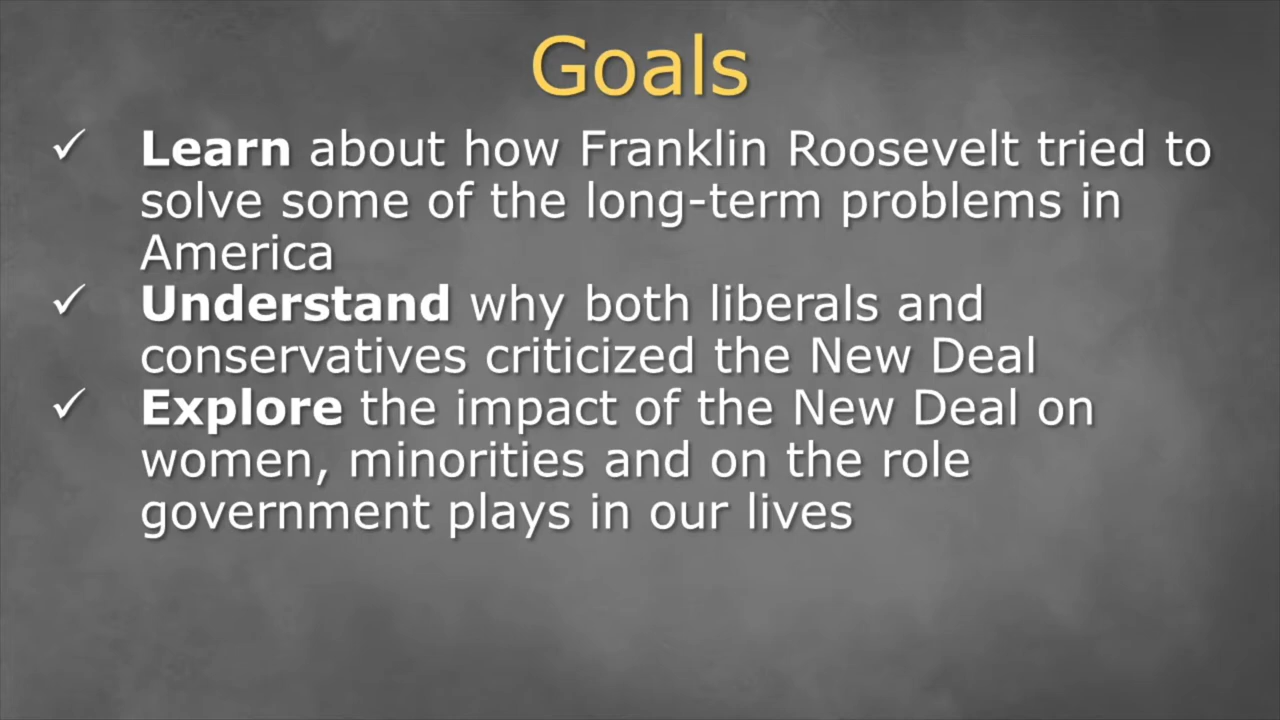 Goals
✓ Learn about how Franklin Roosevelt tried to
solve some of the long-term problems in
America
✓ Understand why both liberals and
conservatives criticized the New Deal
✓ Explore the impact of the New Deal on
women, minorities and on the role
government plays in our lives